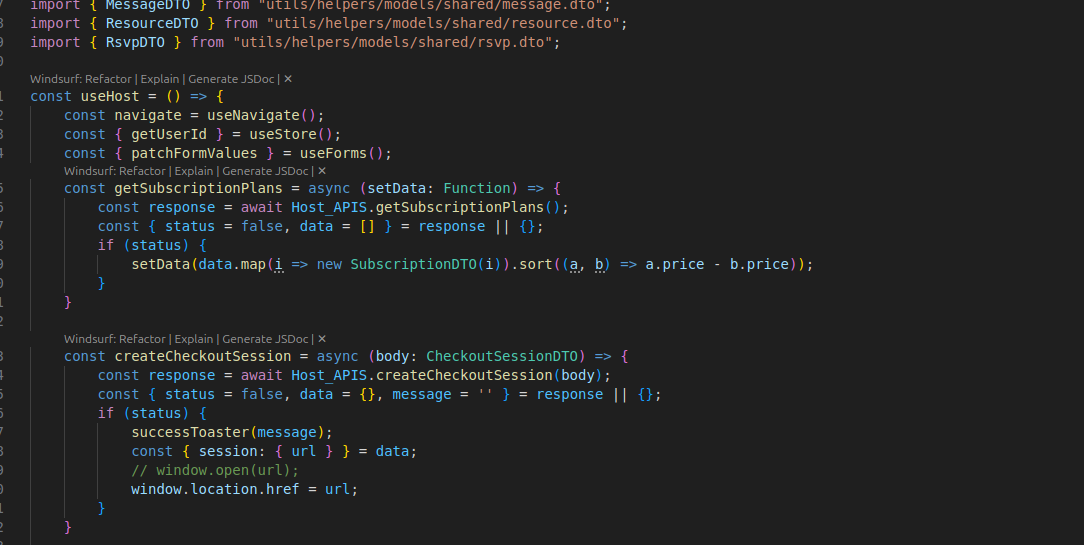 import { MessageDTO } from "utils/helpers/models/shared/message.dto";
8 import { ResourceDTO } from "utils/helpers/models/shared/resource.dto";
9 import { RsvpDTO } from "utils/helpers/models/shared/rsvp.dto";
0
Windsurf: Refactor | Explain | Generate JSDoc | ✕
1 const useHost = () => {
2     const navigate = useNavigate();
3     const { getUserId } = useStore();
4     const { patchFormValues } = useForms();
Windsurf: Refactor | Explain | Generate JSDoc | ✕
5     const getSubscriptionPlans = async (setData: Function) => {
6         const response = await Host_APIS.getSubscriptionPlans();
7         const { status = false, data = [] } = response || {};
8         if (status) {
9             setData(data.map(i => new SubscriptionDTO(i)).sort((a, b) => a.price - b.price));
0         }
1     }
2
Windsurf: Refactor | Explain | Generate JSDoc | ✕
3     const createCheckoutSession = async (body: CheckoutSessionDTO) => {
4         const response = await Host_APIS.createCheckoutSession(body);
5         const { status = false, data = {}, message = '' } = response || {};
6         if (status) {
7             successToaster(message);
8             const { session: { url } } = data;
9             // window.open(url);
0             window.location.href = url;
1         }
2     }